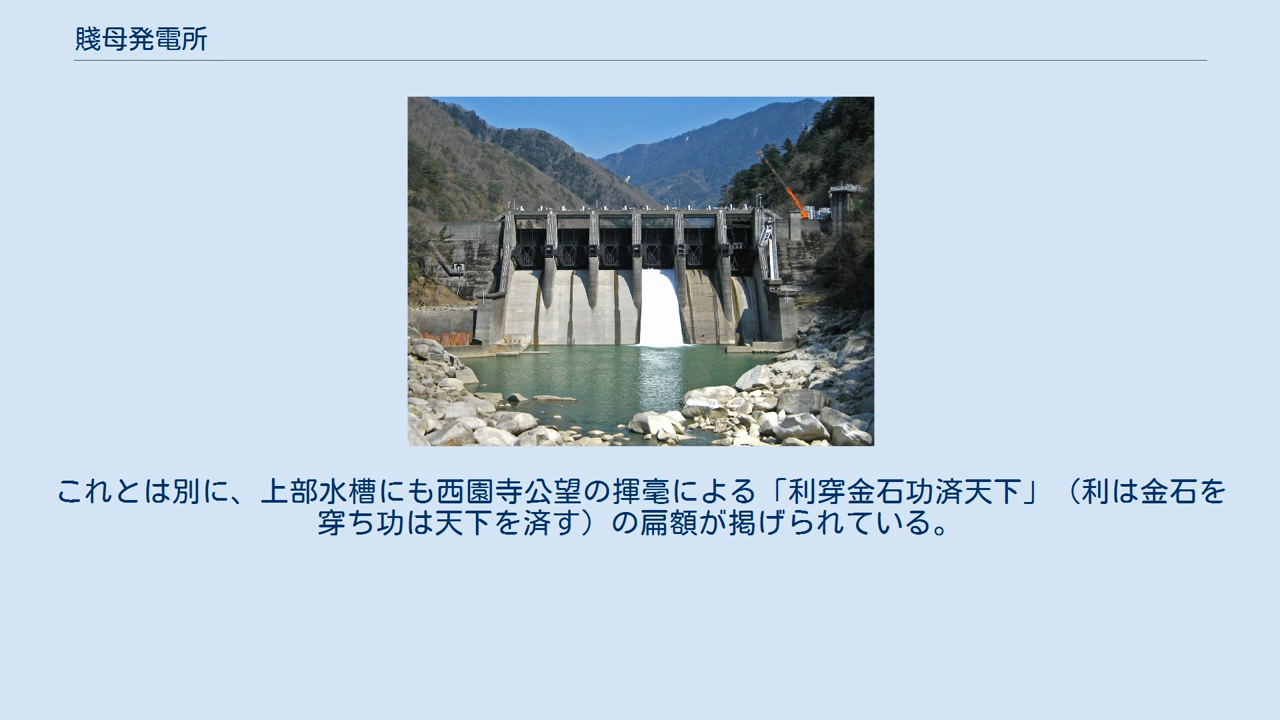 賤母発電所
これとは別に、上部水槽にも西園寺公望の揮毫による「利穿金石功済天下」（利は金石を
穿ち功は天下を済す）の扁額が掲げられている。